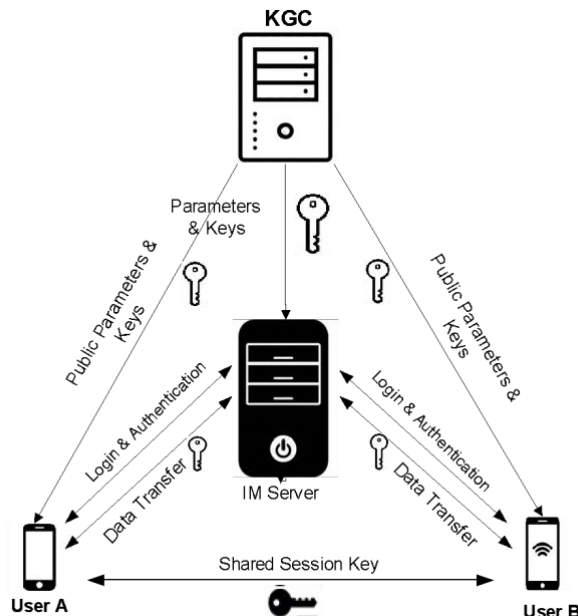 KGC
Parameters
& Keys
Public Parameters &
Keys
Public Parameters &
Keys
Login & Authentication
Login & Authentication
Data Transfer
Data Transfer
IM Server
Shared Session Key
User A
User B